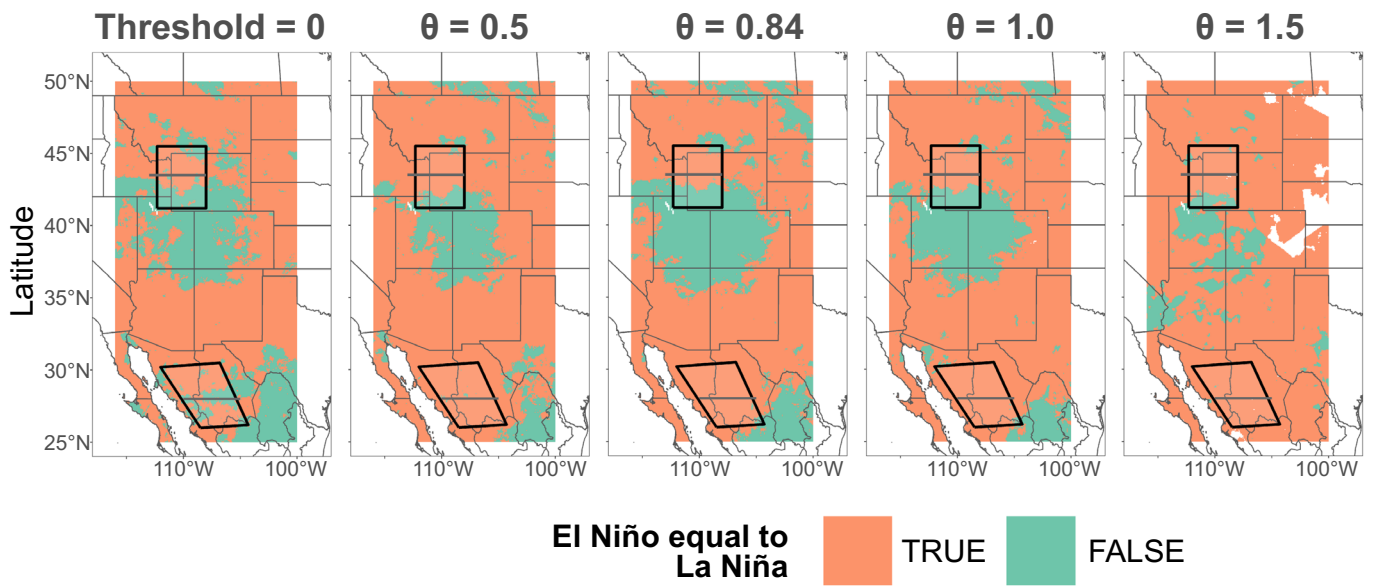 Threshold = 0
θ = 0.5
θ = 0.84
θ = 1.0
θ = 1.5
Latitude
50°N
45°N
40°N
35°N
30°N
25°N
110°W 100°W
110°W 100°W
110°W 100°W
110°W 100°W
110°W 100°W
El Niño equal to
La Niña
TRUE
FALSE